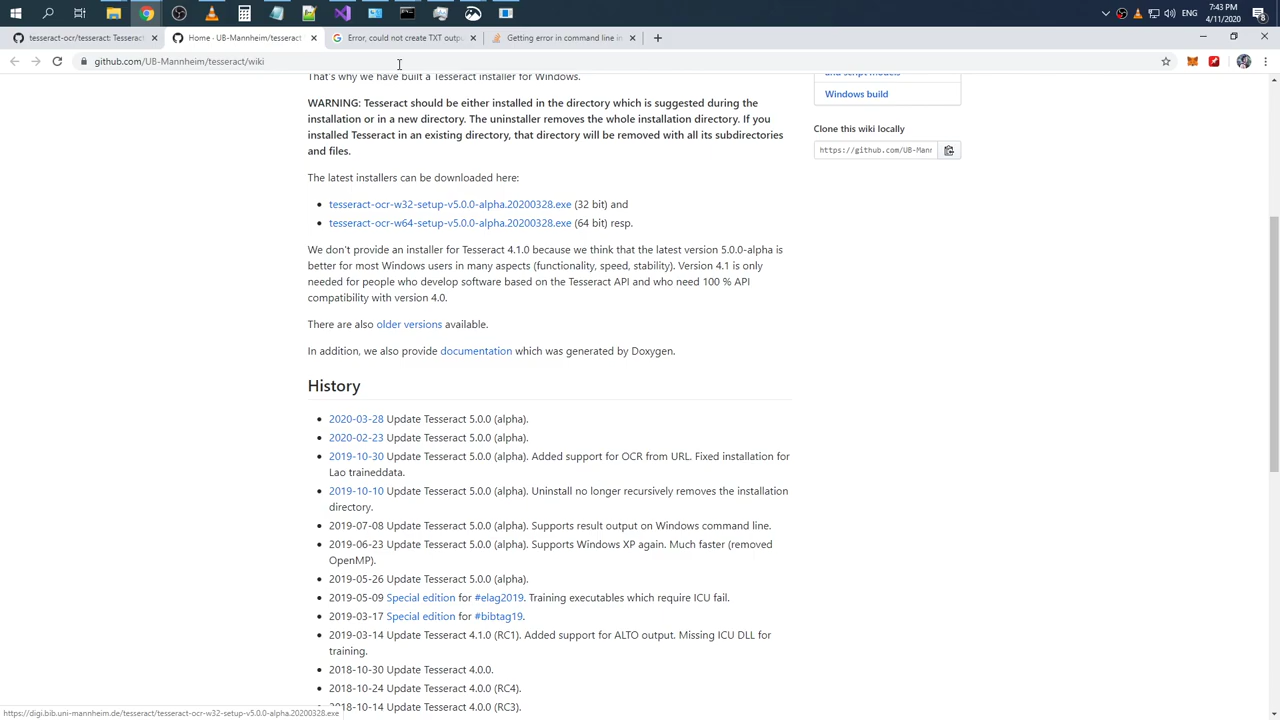 ENG
7:43 PM
4/11/2020
8
tesseract-ocr/tesseract: Tesseract
Home · UB-Mannheim/tesseract
Error, could not create TXT outpu
Getting error in command line in
github.com/UB-Mannheim/tesseract/wiki
That's why we have built a Tesseract installer for Windows.
WARNING: Tesseract should be either installed in the directory which is suggested during the
installation or in a new directory. The uninstaller removes the whole installation directory. If you
installed Tesseract in an existing directory, that directory will be removed with all its subdirectories
and files.
The latest installers can be downloaded here:
tesseract-ocr-w32-setup-v5.0.0-alpha.20200328.exe (32 bit) and
tesseract-ocr-w64-setup-v5.0.0-alpha.20200328.exe (64 bit) resp.
We don't provide an installer for Tesseract 4.1.0 because we think that the latest version 5.0.0-alpha is
better for most Windows users in many aspects (functionality, speed, stability). Version 4.1 is only
needed for people who develop software based on the Tesseract API and who need 100 % API
compatibility with version 4.0.
There are also older versions available.
In addition, we also provide documentation which was generated by Doxygen.
History
2020-03-28 Update Tesseract 5.0.0 (alpha).
2020-02-23 Update Tesseract 5.0.0 (alpha).
2019-10-30 Update Tesseract 5.0.0 (alpha). Added support for OCR from URL. Fixed installation for
Lao traineddata.
2019-10-10 Update Tesseract 5.0.0 (alpha). Uninstall no longer recursively removes the installation
directory.
2019-07-08 Update Tesseract 5.0.0 (alpha). Supports result output on Windows command line.
2019-06-23 Update Tesseract 5.0.0 (alpha). Supports Windows XP again. Much faster (removed
OpenMP).
2019-05-26 Update Tesseract 5.0.0 (alpha).
2019-05-09 Special edition for #elag2019. Training executables which require ICU fail.
2019-03-17 Special edition for #bibtag19.
2019-03-14 Update Tesseract 4.1.0 (RC1). Added support for ALTO output. Missing ICU DLL for
training.
2018-10-30 Update Tesseract 4.0.0.
2018-10-24 Update Tesseract 4.0.0 (RC4).
2018-10-14 Update Tesseract 4.0.0 (RC3).
and script models
Windows build
Clone this wiki locally
https://github.com/UB-Mann
https://digi.bib.uni-mannheim.de/tesseract/tesseract-ocr-w32-setup-v5.0.0-alpha.20200328.exe